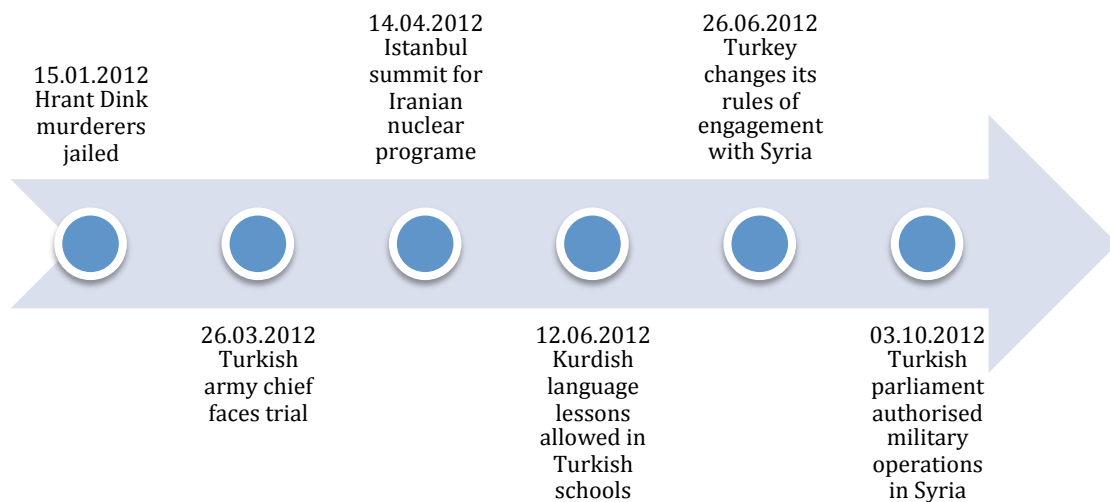 15.01.2012
Hrant Dink
murderers
jailed
26.03.2012
Turkish
army chief
faces trial
14.04.2012
Istanbul
summit for
Iranian
nuclear
programe
12.06.2012
Kurdish
language
lessons
allowed in
Turkish
schools
26.06.2012
Turkey
changes its
rules of
engagement
with Syria
03.10.2012
Turkish
parliament
authorised
military
operations
in Syria